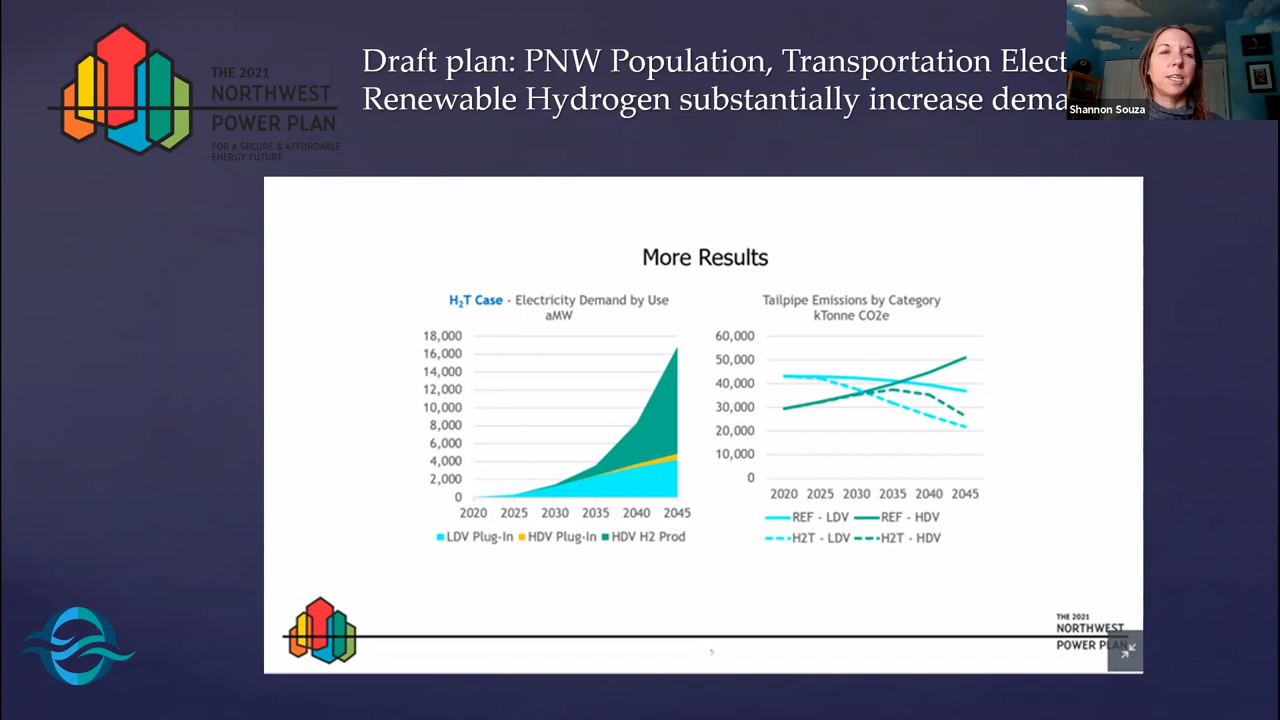 THE 2021
NORTHWEST
POWER PLAN
FOR A SECURE & AFFORDABLE
ENERGY FUTURE
Draft plan: PNW Population, Transportation Elect
Renewable Hydrogen substantially increase dema
Shannon Souza
More Results
H₂T Case - Electricity Demand by Use
aMW
18,000
16,000
14,000
12,000
10,000
8,000
6,000
4,000
2,000
0
2020 2025 2030 2035 2040 2045
LDV Plug-In HDV Plug-In HDV H2 Prod
Tailpipe Emissions by Category
kTonne CO2e
60,000
50,000
40,000
30,000
20,000
10,000
0
2020 2025 2030 2035 2040 2045
REF - LDV REF - HDV
H2T - LDV H2T - HDV
5
THE 2021
NORTHWEST
POWER PLAN